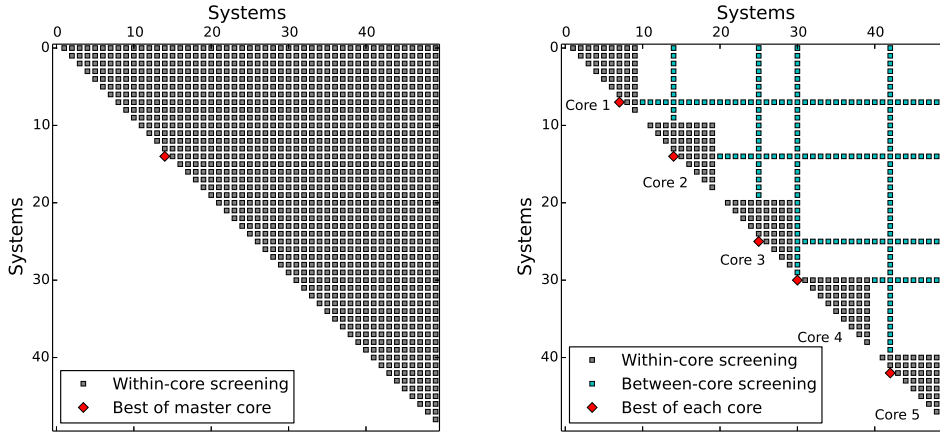 Systems
0 10 20 30 40
Systems
0
10
20
30
40
Within-core screening
Best of master core
Systems
0 10 20 30 40
Systems
0
10
20
30
40
Core 1
Core 2
Core 3
Core 4
Core 5
Within-core screening
Between-core screening
Best of each core